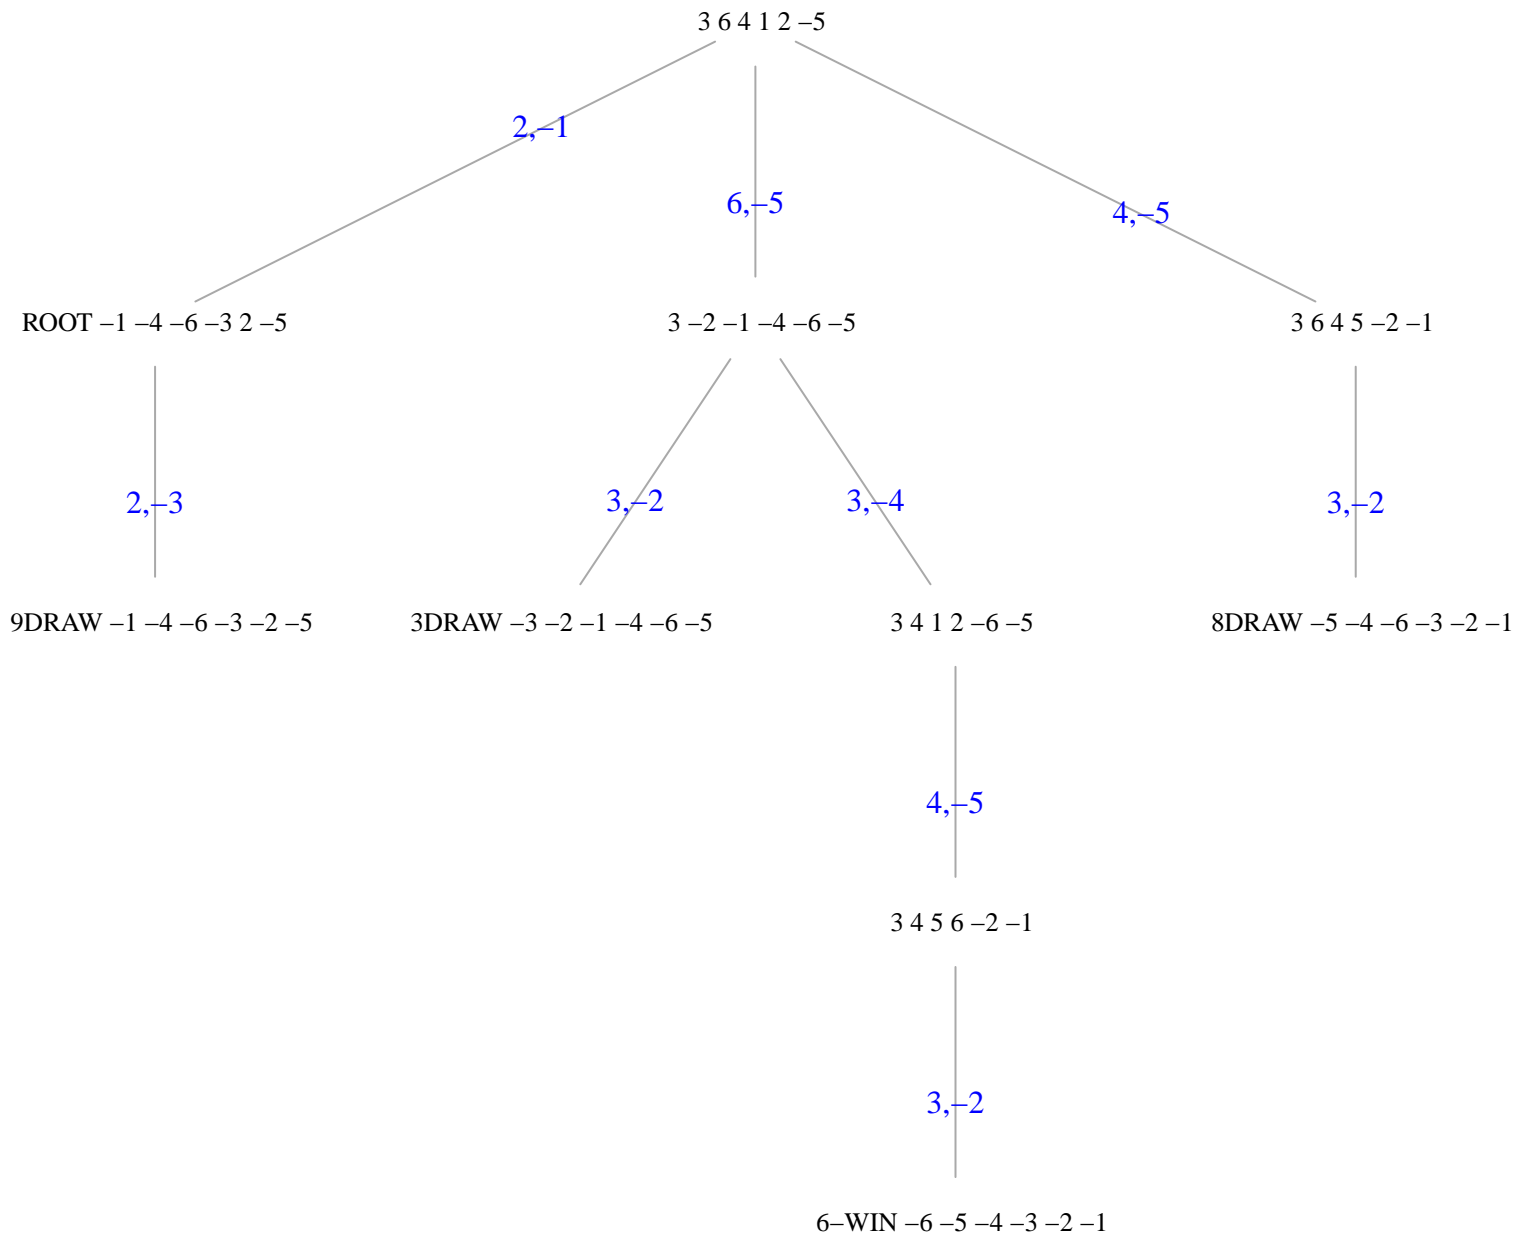 3 6 4 1 2 –5
2,–1
6,–5
4,–5
ROOT –1 –4 –6 –3 2 –5
3 –2 –1 –4 –6 –5
3 6 4 5 –2 –1
2,–3
3,–2
3,–4
3,–2
9DRAW –1 –4 –6 –3 –2 –5
3DRAW –3 –2 –1 –4 –6 –5
3 4 1 2 –6 –5
8DRAW –5 –4 –6 –3 –2 –1
4,–5
3 4 5 6 –2 –1
3,–2
6–WIN –6 –5 –4 –3 –2 –1